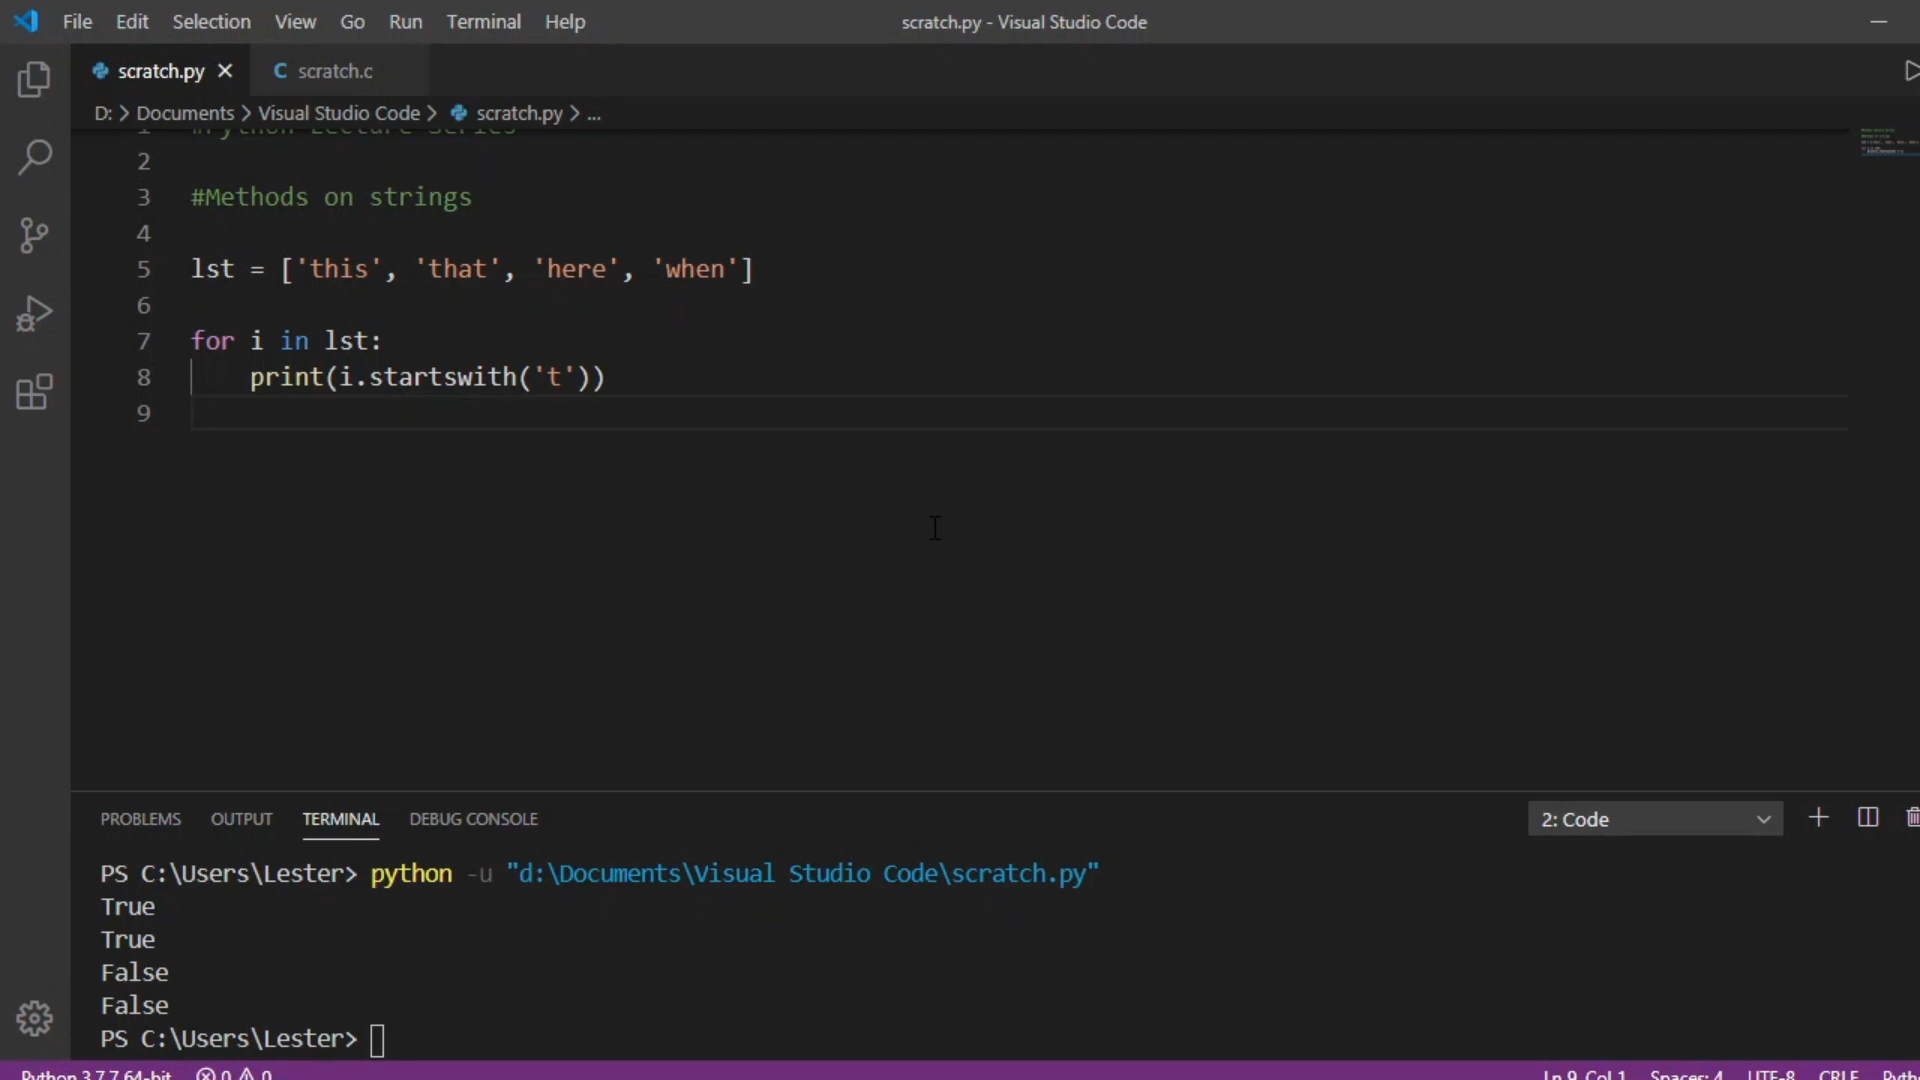 File Edit Selection View Go Run Terminal Help scratch.py - Visual Studio Code
scratch.py C scratch.c
D: > Documents > Visual Studio Code > scratch.py > ...
1 #Python Lecture Series
2
3 #Methods on strings
4
5 lst = ['this', 'that', 'here', 'when']
6
7 for i in lst:
8 print(i.startswith('t'))
9
PROBLEMS OUTPUT TERMINAL DEBUG CONSOLE 2: Code
PS C:\Users\Lester> python -u "d:\Documents\Visual Studio Code\scratch.py"
True
True
False
False
PS C:\Users\Lester>
Python 3.7.7 64-bit 0 0 Ln 9, Col 1 Spaces: 4 UTF-8 CRLF